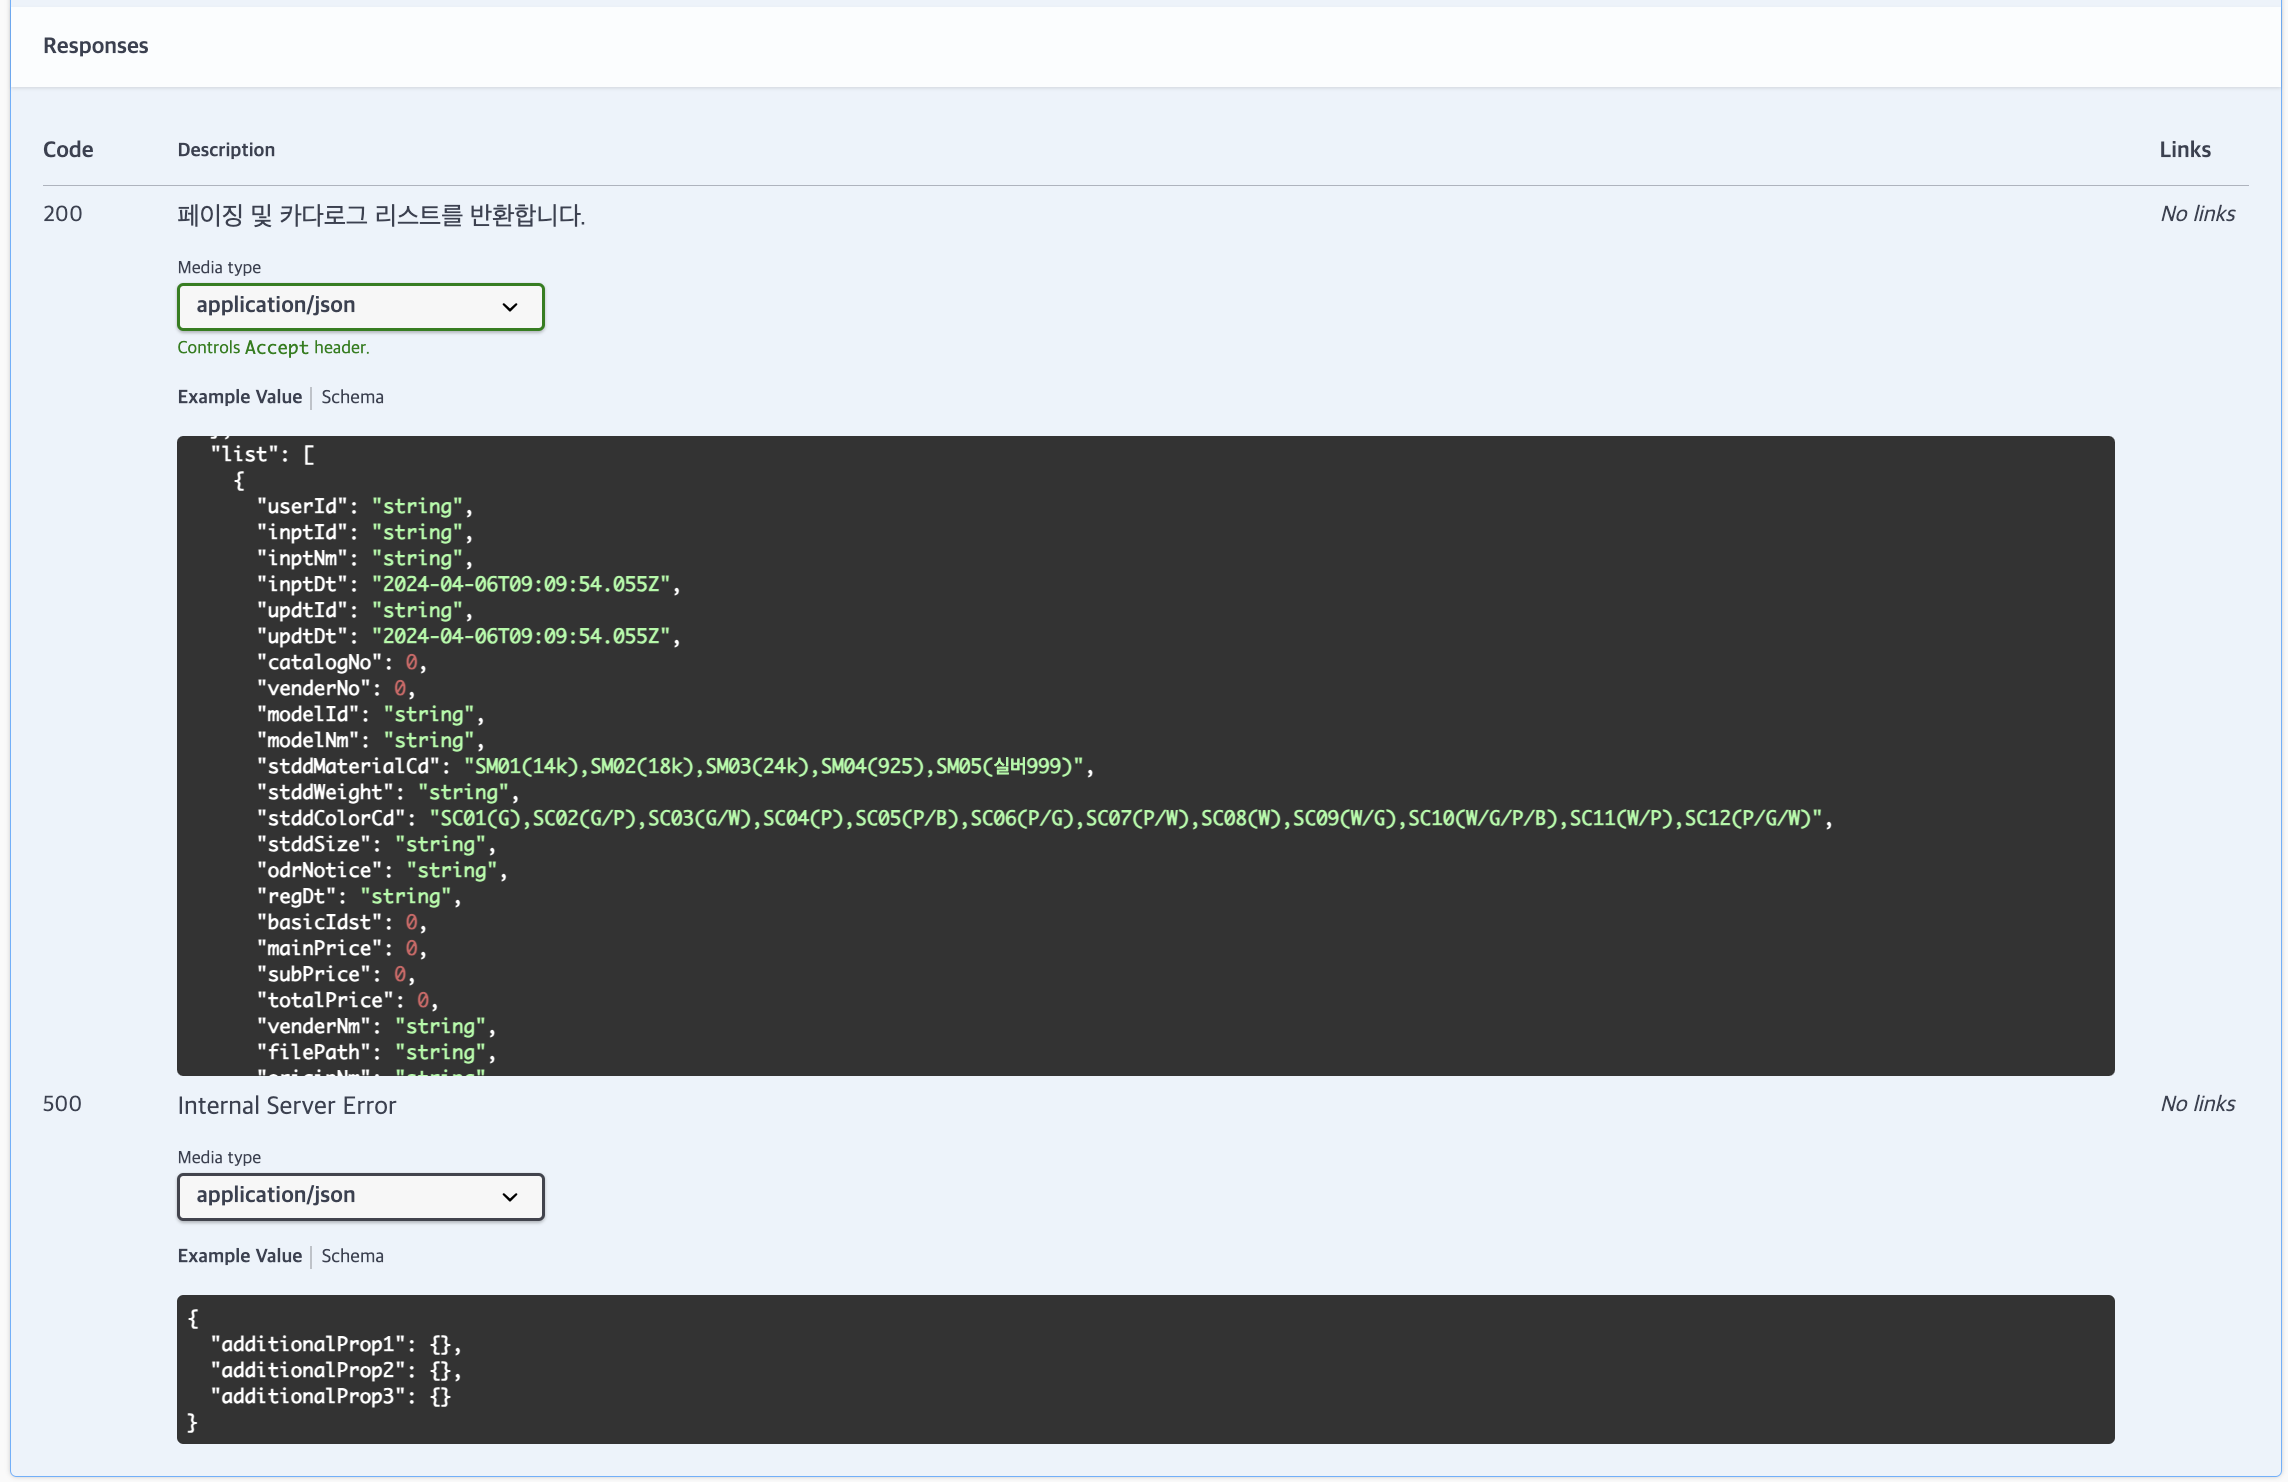 Responses
Code Description Links
200 페이징 및 카다로그 리스트를 반환합니다. No links
Media type
application/json
Controls Accept header.
Example Value | Schema
"list": [
{
"userId": "string",
"inptId": "string",
"inptNm": "string",
"inptDt": "2024-04-06T09:09:54.055Z",
"updtId": "string",
"updtDt": "2024-04-06T09:09:54.055Z",
"catalogNo": 0,
"venderNo": 0,
"modelId": "string",
"modelNm": "string",
"stddMaterialCd": "SM01(14k),SM02(18k),SM03(24k),SM04(925),SM05(실버999)",
"stddWeight": "string",
"stddColorCd": "SC01(G),SC02(G/P),SC03(G/W),SC04(P),SC05(P/B),SC06(P/G),SC07(P/W),SC08(W),SC09(W/G),SC10(W/G/P/B),SC11(W/P),SC12(P/G/W)",
"stddSize": "string",
"odrNotice": "string",
"regDt": "string",
"basicIdst": 0,
"mainPrice": 0,
"subPrice": 0,
"totalPrice": 0,
"venderNm": "string",
"filePath": "string",
500 Internal Server Error No links
Media type
application/json
Example Value | Schema
{
"additionalProp1": {},
"additionalProp2": {},
"additionalProp3": {}
}